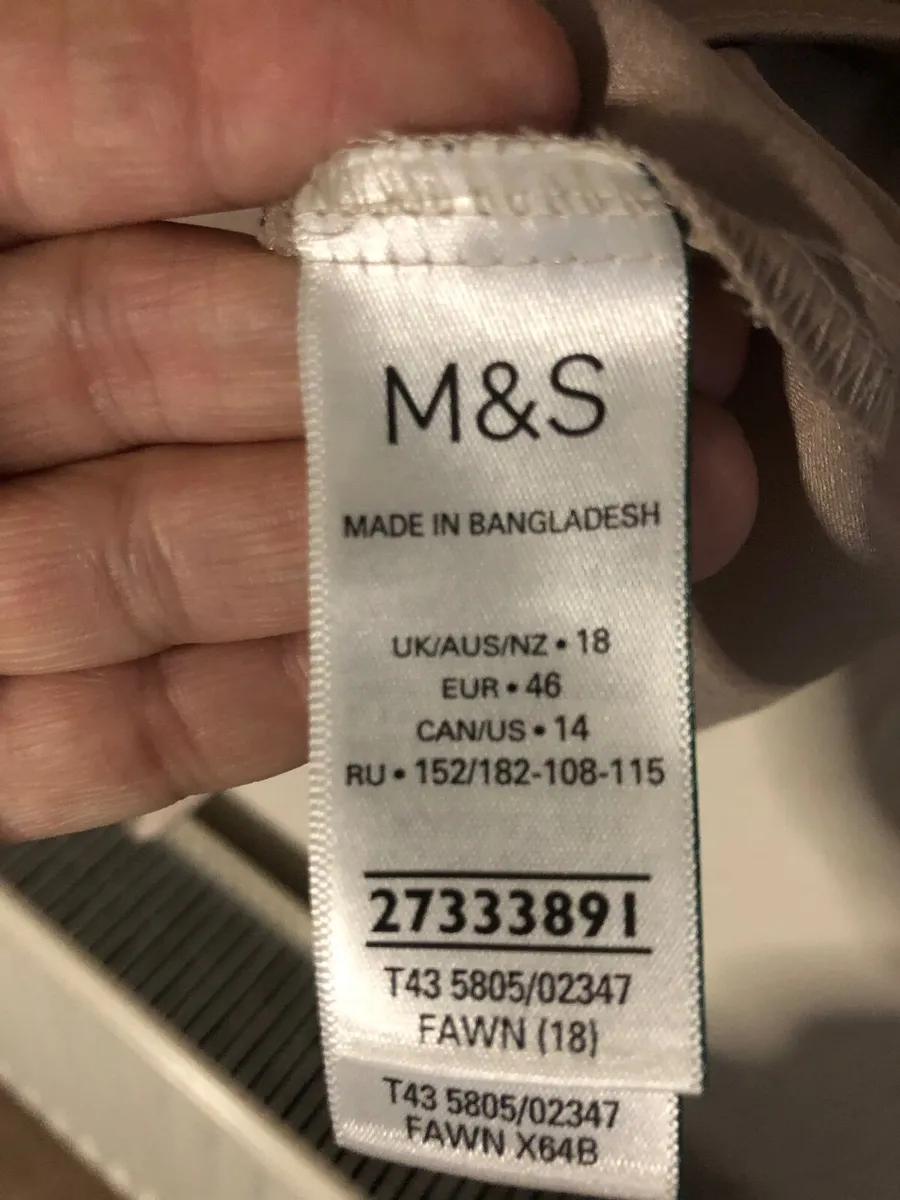 M&S
MADE IN BANGLADESH
UK/AUS/NZ • 18
EUR • 46
CAN/US • 14
RU • 152/182-108-115
27333891
T43 5805/02347
FAWN (18)
T43 5805/02347
FAWN X64B